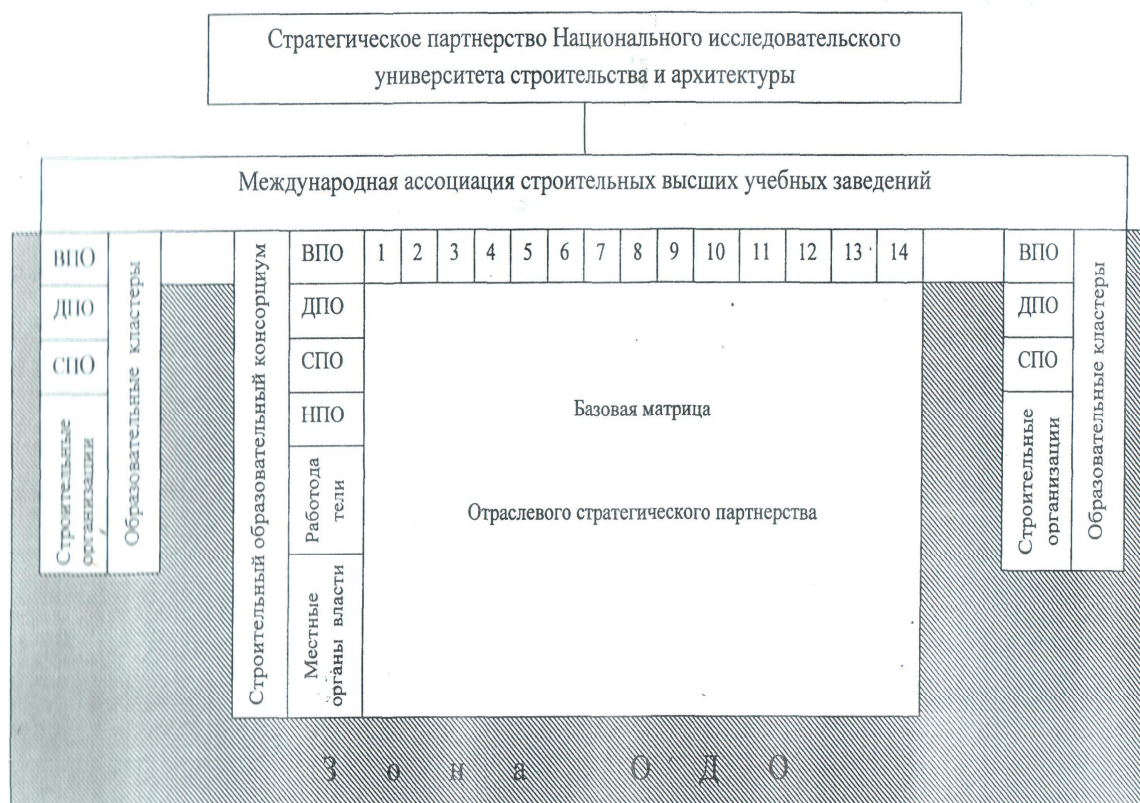 Стратегическое партнерство Национального исследовательского
университета строительства и архитектуры
Международная ассоциация строительных высших учебных заведений
ВПО
ДПО
СПО
Строительные
организации
Образовательные кластеры
Строительный образовательный консорциум
ВПО 1 2 3 4 5 6 7 8 9 10 11 12 13 14
ДПО
СПО
НПО
Работода
тели
Местные
органы власти
Базовая матрица
Отраслевого стратегического партнерства
ВПО
ДПО
СПО
Строительные
организации
Образовательные кластеры
Зона ОДО